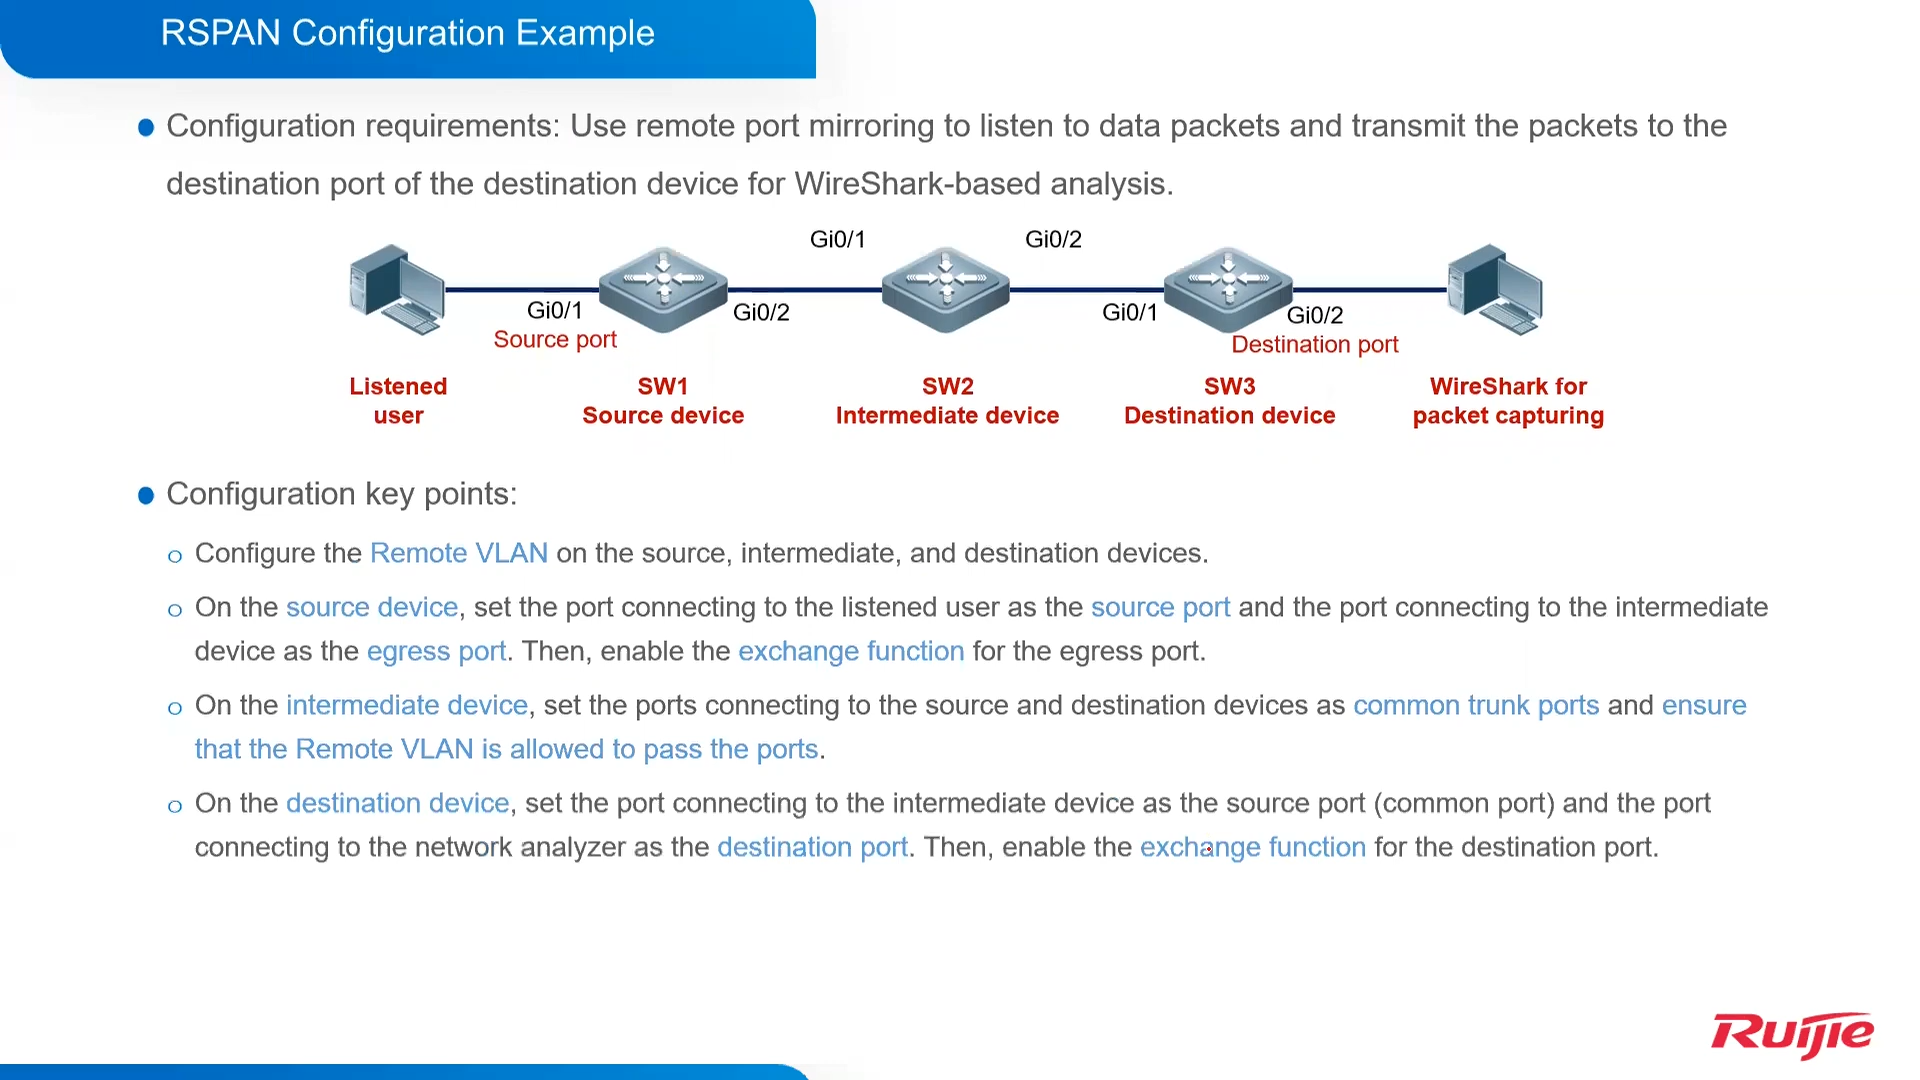 RSPAN Configuration Example
Configuration requirements: Use remote port mirroring to listen to data packets and transmit the packets to the
destination port of the destination device for WireShark-based analysis.
Gi0/1
Gi0/2
Gi0/1
Gi0/2
Gi0/1
Gi0/2
Source port
Destination port
Listened
user
SW1
Source device
SW2
Intermediate device
SW3
Destination device
WireShark for
packet capturing
Configuration key points:
Configure the Remote VLAN on the source, intermediate, and destination devices.
On the source device, set the port connecting to the listened user as the source port and the port connecting to the intermediate
device as the egress port. Then, enable the exchange function for the egress port.
On the intermediate device, set the ports connecting to the source and destination devices as common trunk ports and ensure
that the Remote VLAN is allowed to pass the ports.
On the destination device, set the port connecting to the intermediate device as the source port (common port) and the port
connecting to the network analyzer as the destination port. Then, enable the exchange function for the destination port.
Ruijie